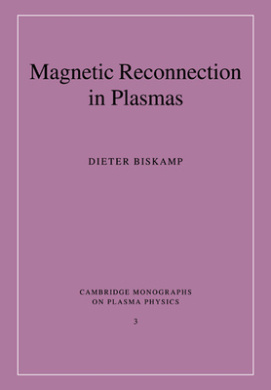 Magnetic Reconnection
in Plasmas
DIETER BISKAMP
CAMBRIDGE MONOGRAPHS
ON PLASMA PHYSICS
3